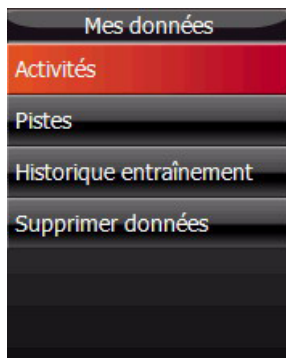 Mes données
Activités
Pistes
Historique entraînement
Supprimer données